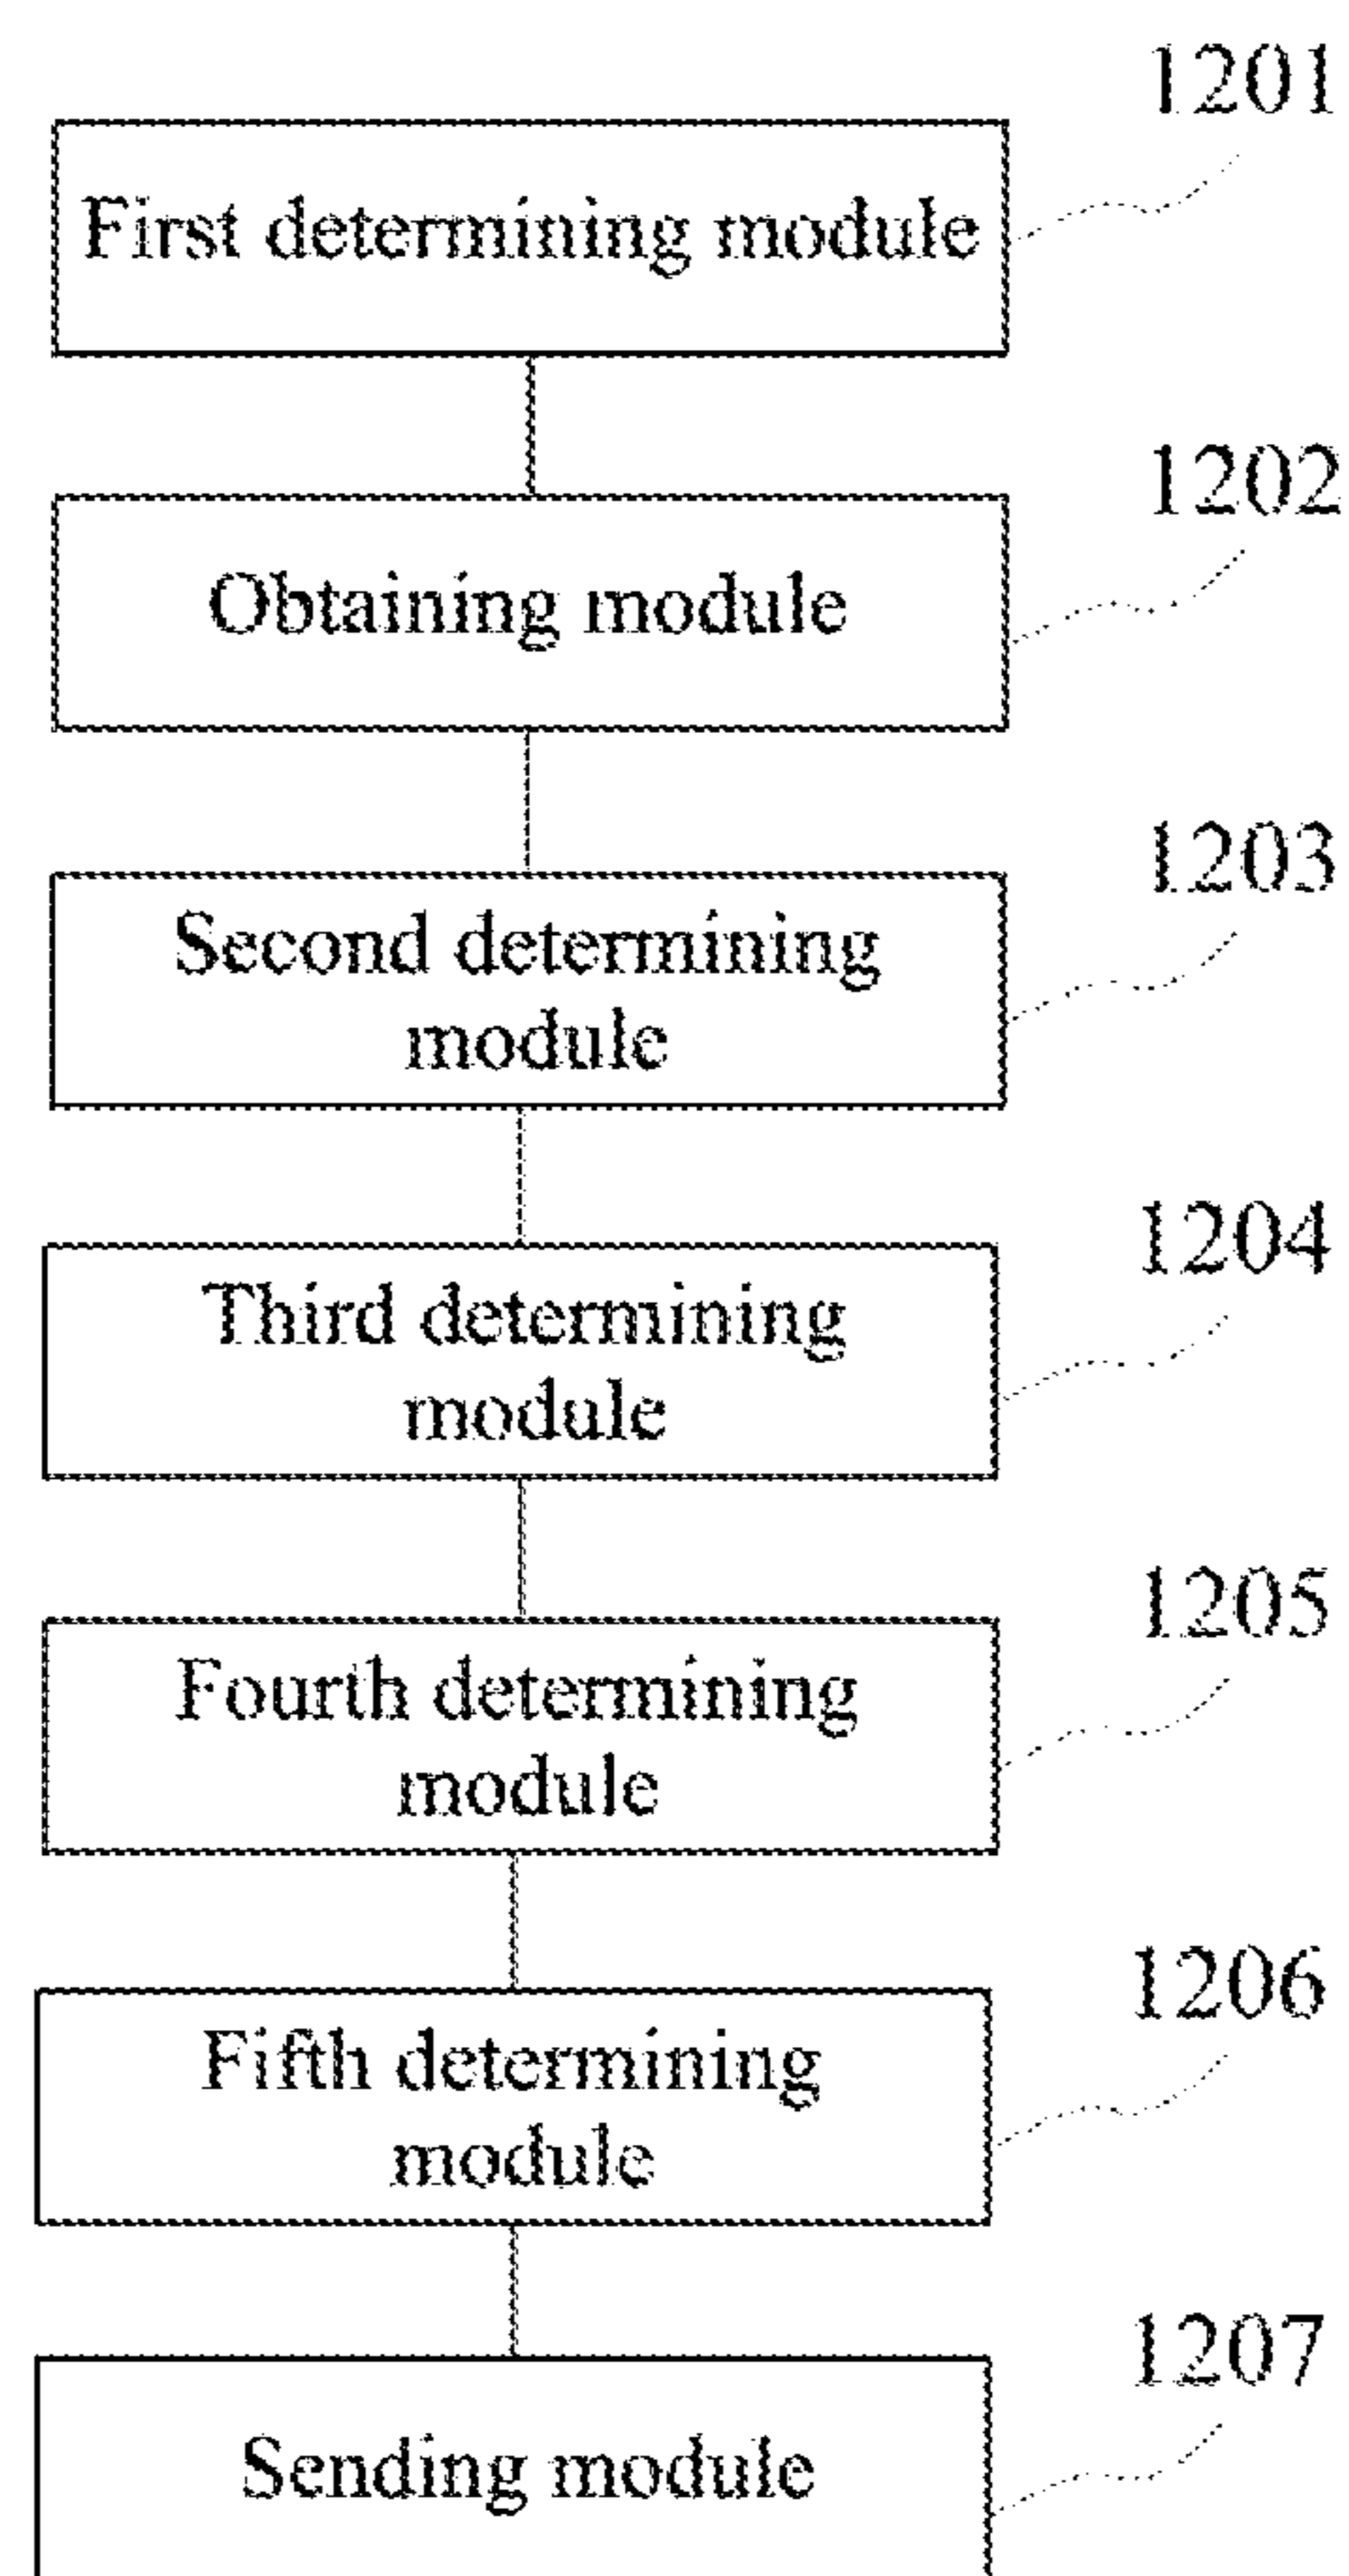 1201
First determining module
1202
Obtaining module
1203
Second determining
module
1204
Third determining
module
1205
Fourth determining
module
1206
Fifth determining
module
1207
Sending module